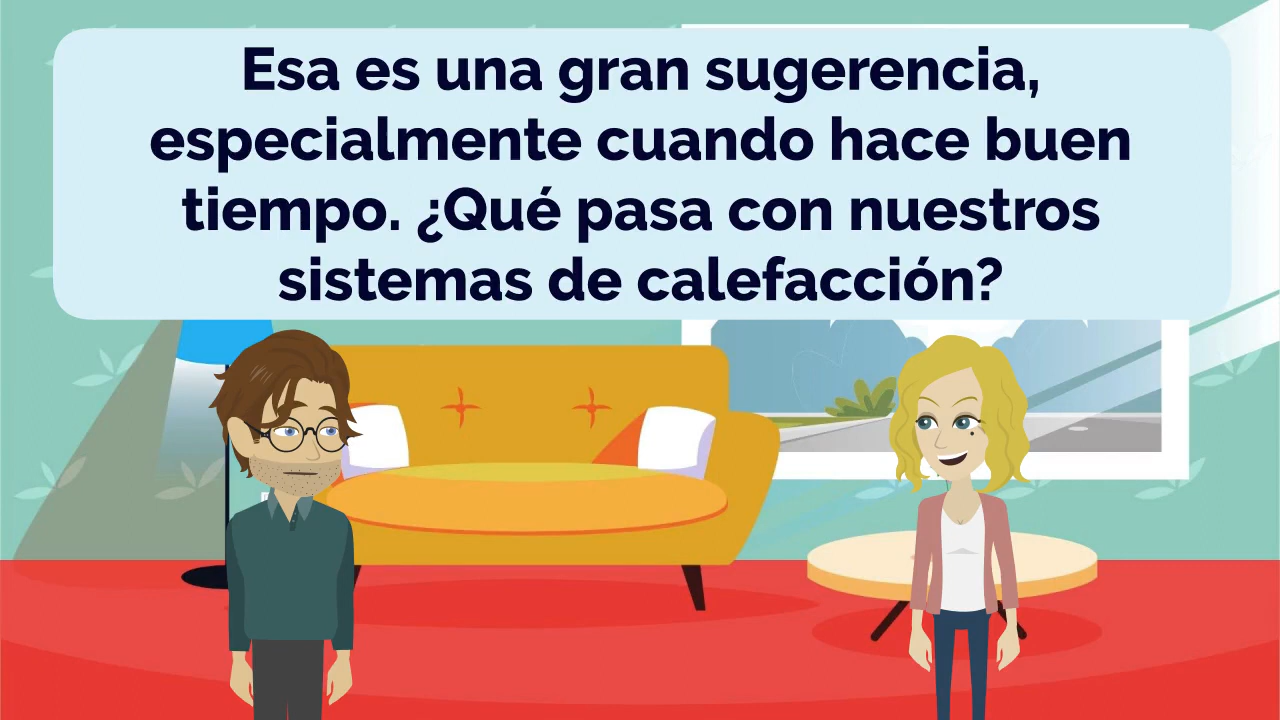 Esa es una gran sugerencia,
especialmente cuando hace buen
tiempo. ¿Qué pasa con nuestros
sistemas de calefacción?